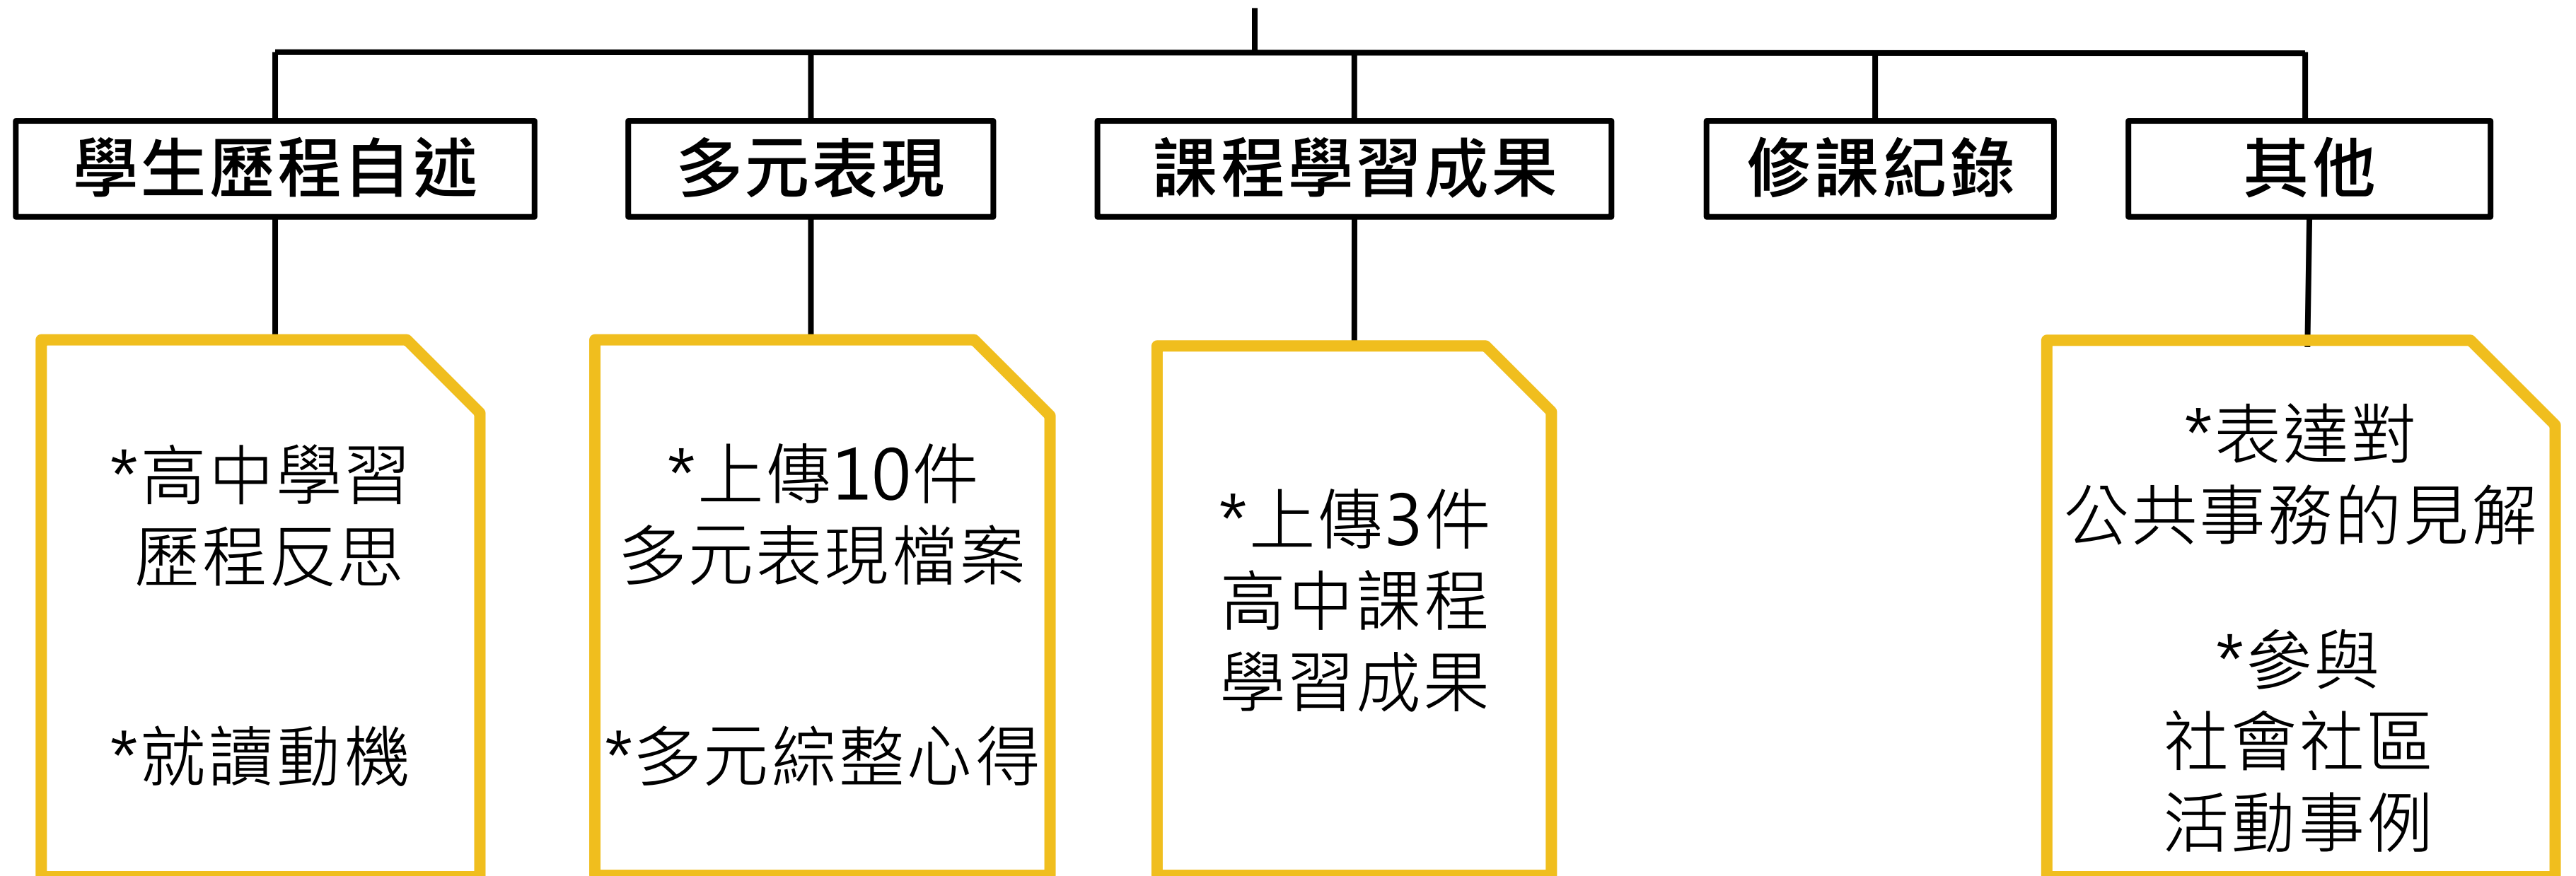 學生歷程自述
多元表現
課程學習成果
修課紀錄
其他
*高中學習
歷程反思
*就讀動機
*上傳10件
多元表現檔案
*多元綜整心得
*上傳3件
高中課程
學習成果
*表達對
公共事務的見解
*參與
社會社區
活動事例